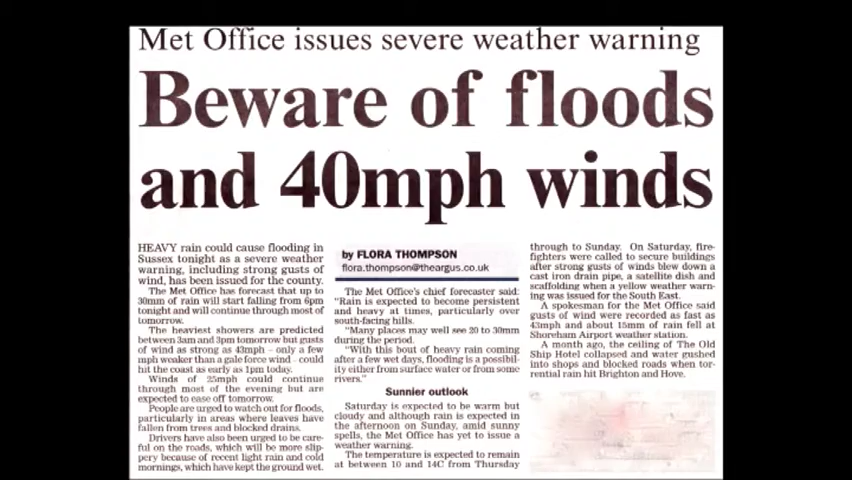 Met Office issues severe weather warning
Beware of floods
and 40mph winds
HEAVY rain could cause flooding in
Sussex tonight as a severe weather
warning, including strong gusts of
wind, has been issued for the county.
The Met Office has forecast that up to
30mm of rain will start falling from 6pm
tonight and will continue through most of
tomorrow.
The heaviest showers are predicted
between 3am and 3pm tomorrow but gusts
of wind as strong as 43mph – only a few
mph weaker than a gale force wind – could
hit the coast as early as 1pm today.
Winds of 25mph could continue
through most of the evening but are
expected to ease off tomorrow.
People are urged to watch out for floods,
particularly in areas where leaves have
fallen from trees and blocked drains.
Drivers have also been urged to be care-
ful on the roads, which will be more slip-
pery because of recent light rain and cold
mornings, which have kept the ground wet.
by FLORA THOMPSON
flora.thompson@theargus.co.uk
The Met Office's chief forecaster said:
"Rain is expected to become persistent
and heavy at times, particularly over
south-facing hills.
"Many places may well see 20 to 30mm
during the period.
"With this bout of heavy rain coming
after a few wet days, flooding is a possibil-
ity either from surface water or from some
rivers."
Sunnier outlook
Saturday is expected to be warm but
cloudy and although rain is expected in
the afternoon on Sunday, amid sunny
spells, the Met Office has yet to issue a
weather warning.
The temperature is expected to remain
at between 10 and 14C from Thursday
through to Sunday. On Saturday, fire-
fighters were called to secure buildings
after strong gusts of winds blew down a
cast iron drain pipe, a satellite dish and
scaffolding when a yellow weather warn-
ing was issued for the South East.
A spokesman for the Met Office said
gusts of wind were recorded as fast as
43mph and about 15mm of rain fell at
Shoreham Airport weather station.
A month ago, the ceiling of The Old
Ship Hotel collapsed and water gushed
into shops and blocked roads when tor-
rential rain hit Brighton and Hove.